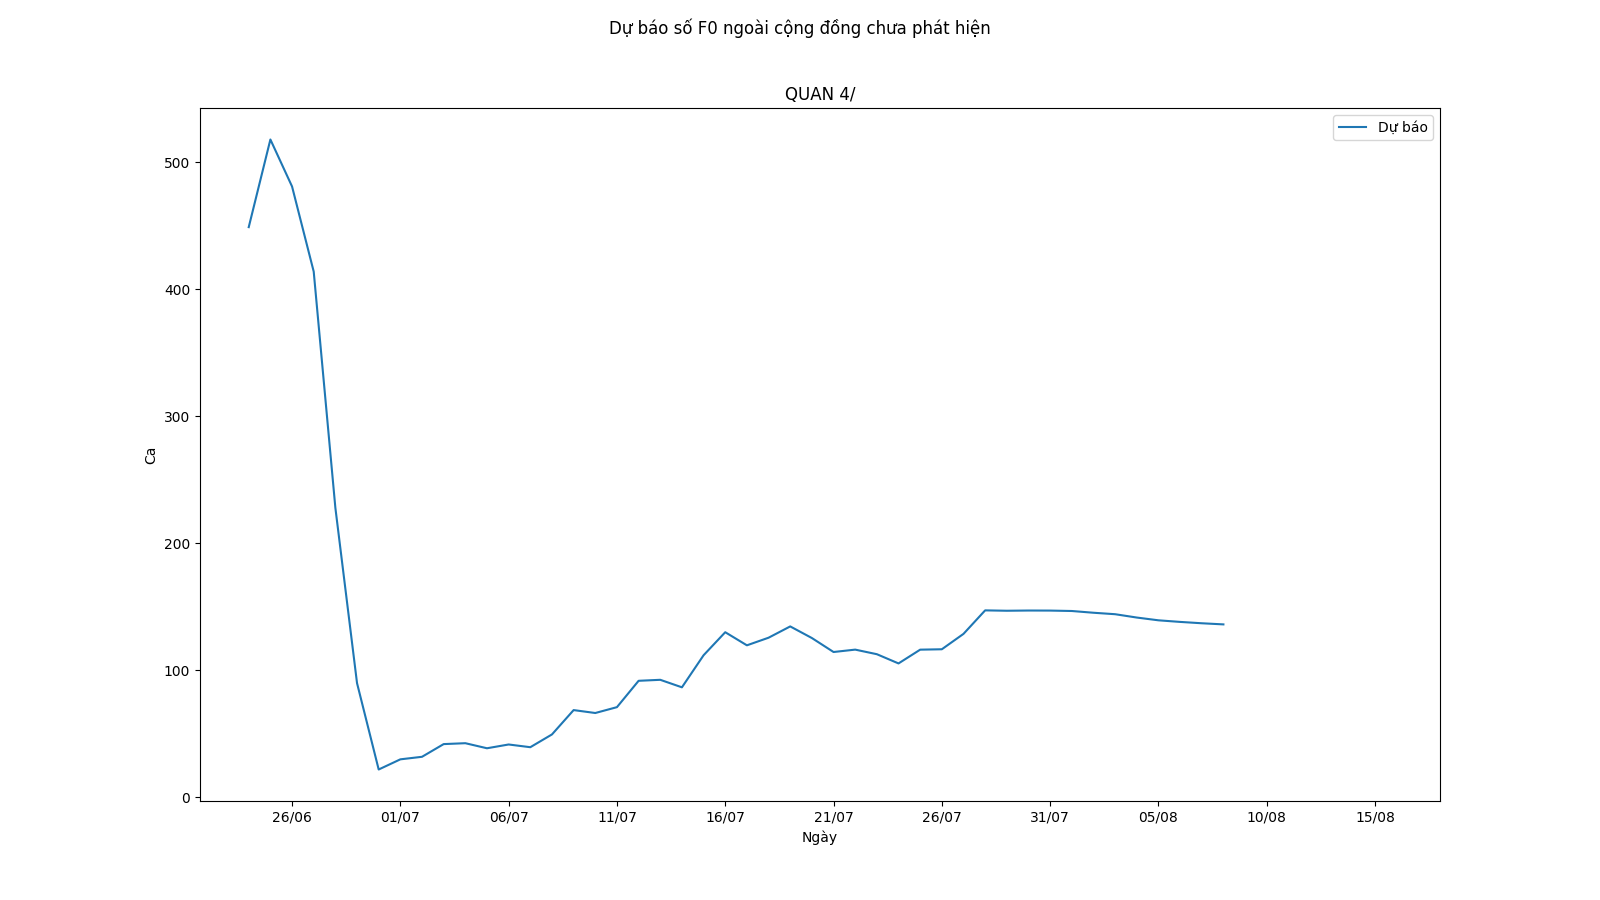 Dự báo số F0 ngoài cộng đồng chưa phát hiện
QUAN 4/
Dự báo
500
400
300
200
100
0
Ca
26/06 01/07 06/07 11/07 16/07 21/07 26/07 31/07 05/08 10/08 15/08
Ngày